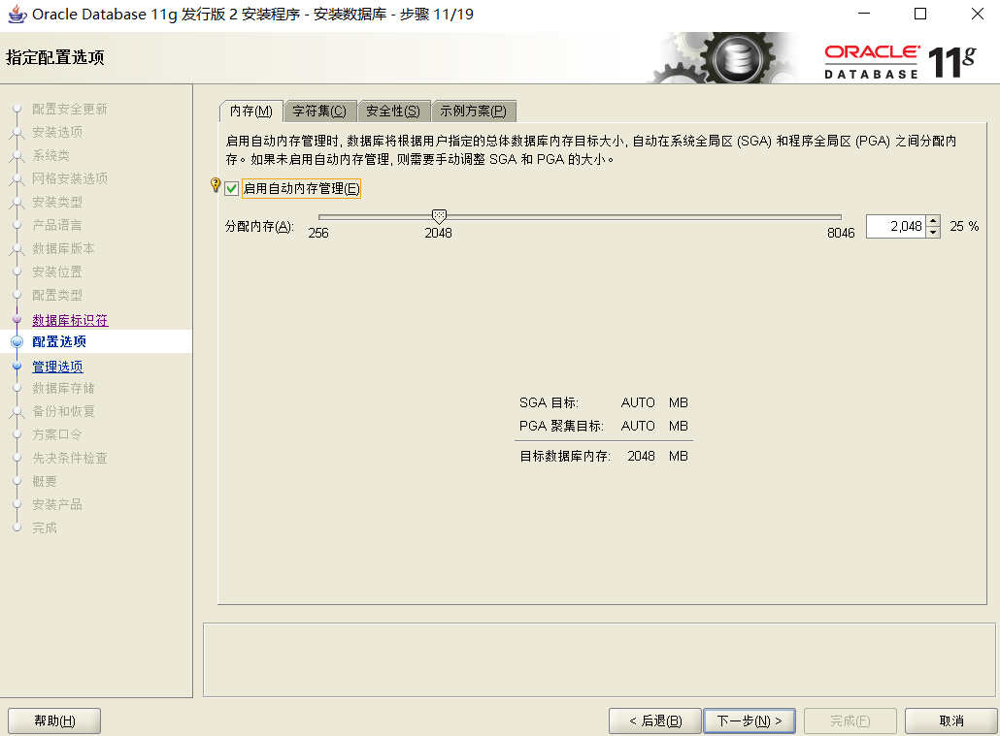 Oracle Database 11g 发行版 2 安装程序 - 安装数据库 - 步骤 11/19
指定配置选项
ORACLE
DATABASE 11g
配置安全更新
安装选项
系统类
网格安装选项
安装类型
产品语言
数据库版本
安装位置
配置类型
数据库标识符
配置选项
管理选项
数据库存储
备份和恢复
方案口令
先决条件检查
概要
安装产品
完成
内存(M) 字符集(C) 安全性(S) 示例方案(P)
启用自动内存管理时, 数据库将根据用户指定的总体数据库内存目标大小, 自动在系统全局区 (SGA) 和程序全局区 (PGA) 之间分配内
存。如果未启用自动内存管理, 则需要手动调整 SGA 和 PGA 的大小。
启用自动内存管理(E)
分配内存(A): 256 2048 8046 2,048 25 %
SGA 目标: AUTO MB
PGA 聚集目标: AUTO MB
目标数据库内存: 2048 MB
帮助(H) < 后退(B) 下一步(N) > 完成(F) 取消